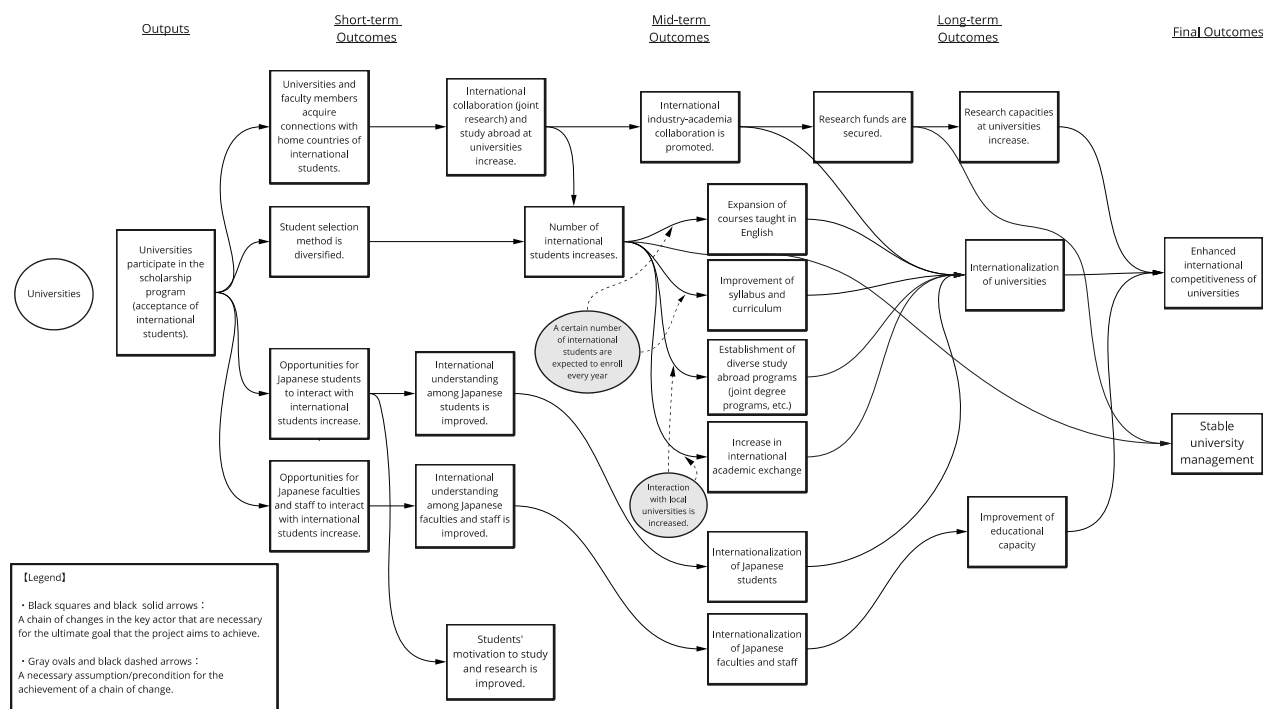 Outputs
Short-term
Outcomes
Mid-term
Outcomes
Long-term
Outcomes
Final Outcomes
Universities
Universities
participate in the
scholarship
program
(acceptance of
international
students).
Universities and
faculty members
acquire
connections with
home countries of
international
students.
International
collaboration (joint
research) and
study abroad at
universities
increase.
International
industry-academia
collaboration is
promoted.
Research funds are
secured.
Research capacities
at universities
increase.
Student selection
method is
diversified.
Number of
international
students increases.
Expansion of
courses taught in
English
Improvement of
syllabus and
curriculum
Establishment of
diverse study
abroad programs
(joint degree
programs, etc.)
Increase in
international
academic exchange
Internationalization
of universities
Enhanced
international
competitiveness of
universities
A certain number
of international
students are
expected to enroll
every year
Opportunities for
Japanese students
to interact with
international
students increase.
International
understanding
among Japanese
students is
improved.
Stable
university
management
Opportunities for
Japanese faculties
and staff to interact
with international
students increase.
International
understanding
among Japanese
faculties and staff is
improved.
Interaction
with local
universities is
increased.
Improvement of
educational
capacity
Internationalization
of Japanese
students
Internationalization
of Japanese
faculties and staff
Students'
motivation to study
and research is
improved.
【Legend】
・Black squares and black solid arrows：
A chain of changes in the key actor that are necessary
for the ultimate goal that the project aims to achieve.
・Gray ovals and black dashed arrows：
A necessary assumption/precondition for the
achievement of a chain of change.